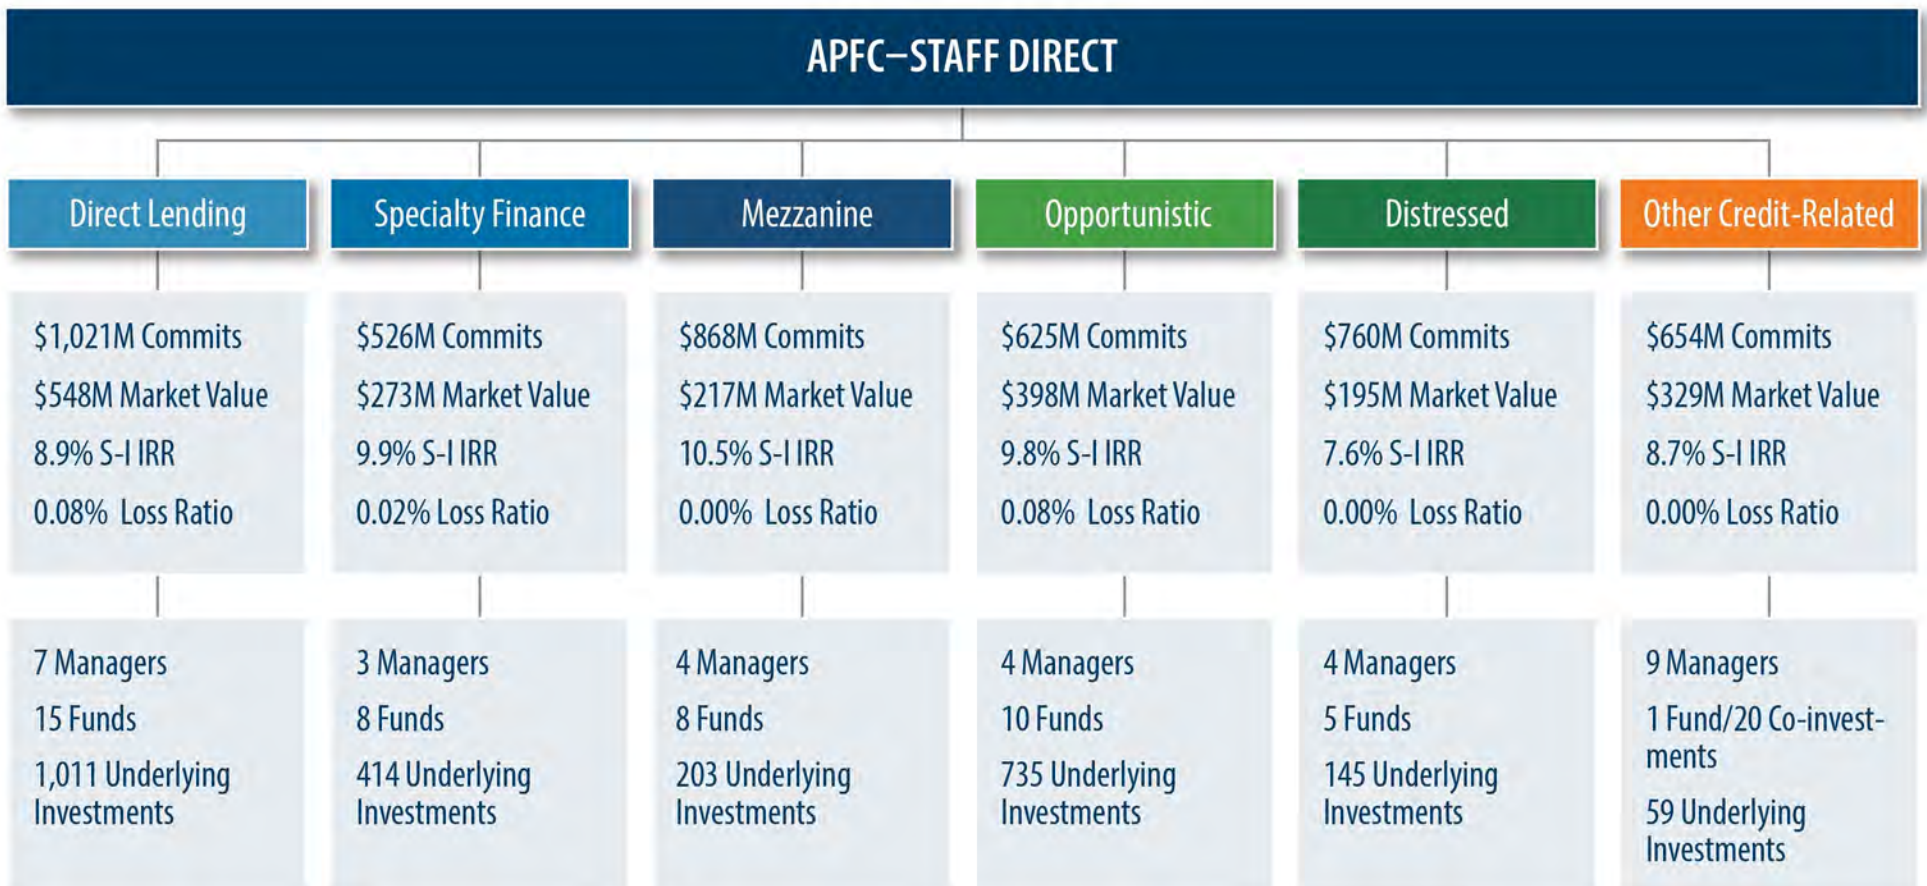 APFC–STAFF DIRECT
Direct Lending
$1,021M Commits
$548M Market Value
8.9% S-I IRR
0.08% Loss Ratio
7 Managers
15 Funds
1,011 Underlying
Investments
Specialty Finance
$526M Commits
$273M Market Value
9.9% S-I IRR
0.02% Loss Ratio
3 Managers
8 Funds
414 Underlying
Investments
Mezzanine
$868M Commits
$217M Market Value
10.5% S-I IRR
0.00% Loss Ratio
4 Managers
8 Funds
203 Underlying
Investments
Opportunistic
$625M Commits
$398M Market Value
9.8% S-I IRR
0.08% Loss Ratio
4 Managers
10 Funds
735 Underlying
Investments
Distressed
$760M Commits
$195M Market Value
7.6% S-I IRR
0.00% Loss Ratio
4 Managers
5 Funds
145 Underlying
Investments
Other Credit-Related
$654M Commits
$329M Market Value
8.7% S-I IRR
0.00% Loss Ratio
9 Managers
1 Fund/20 Co-invest-
ments
59 Underlying
Investments